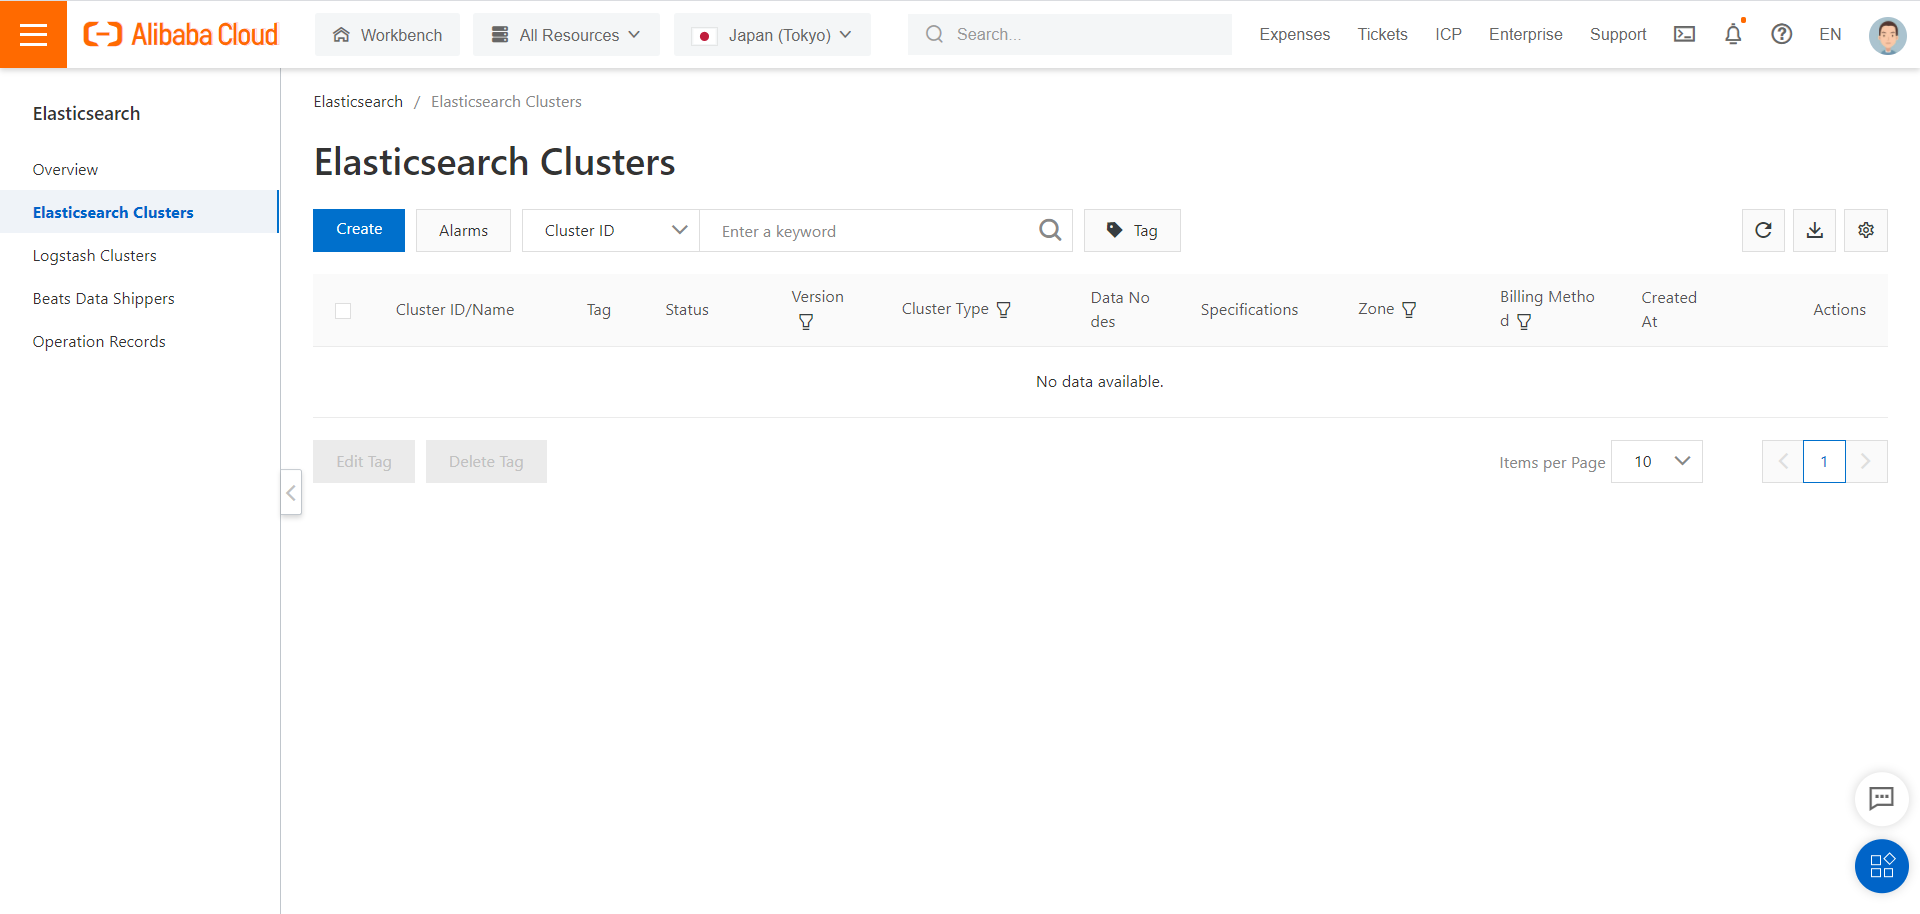 Alibaba Cloud
Workbench
All Resources
Japan (Tokyo)
Search...
Expenses
Tickets
ICP
Enterprise
Support
EN
Elasticsearch
Overview
Elasticsearch Clusters
Logstash Clusters
Beats Data Shippers
Operation Records
Elasticsearch / Elasticsearch Clusters
Elasticsearch Clusters
Create
Alarms
Cluster ID
Enter a keyword
Tag
Cluster ID/Name
Tag
Status
Version
Cluster Type
Data No
des
Specifications
Zone
Billing Metho
d
Created
At
Actions
No data available.
Edit Tag
Delete Tag
Items per Page
10
1